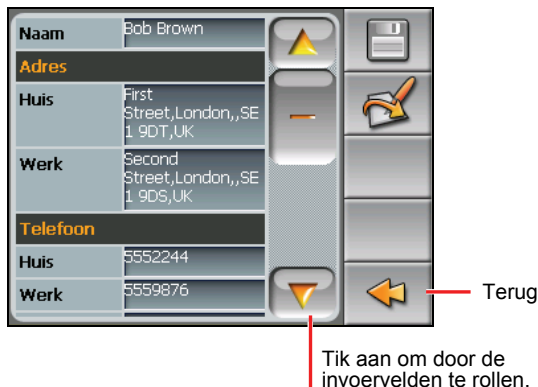 Naam Bob Brown
Adres
Huis First
Street,London,,SE
1 9DT,UK
Werk Second
Street,London,,SE
1 9DS,UK
Telefoon
Huis 5552244
Werk 5559876
Terug
Tik aan om door de
invoervelden te rollen.